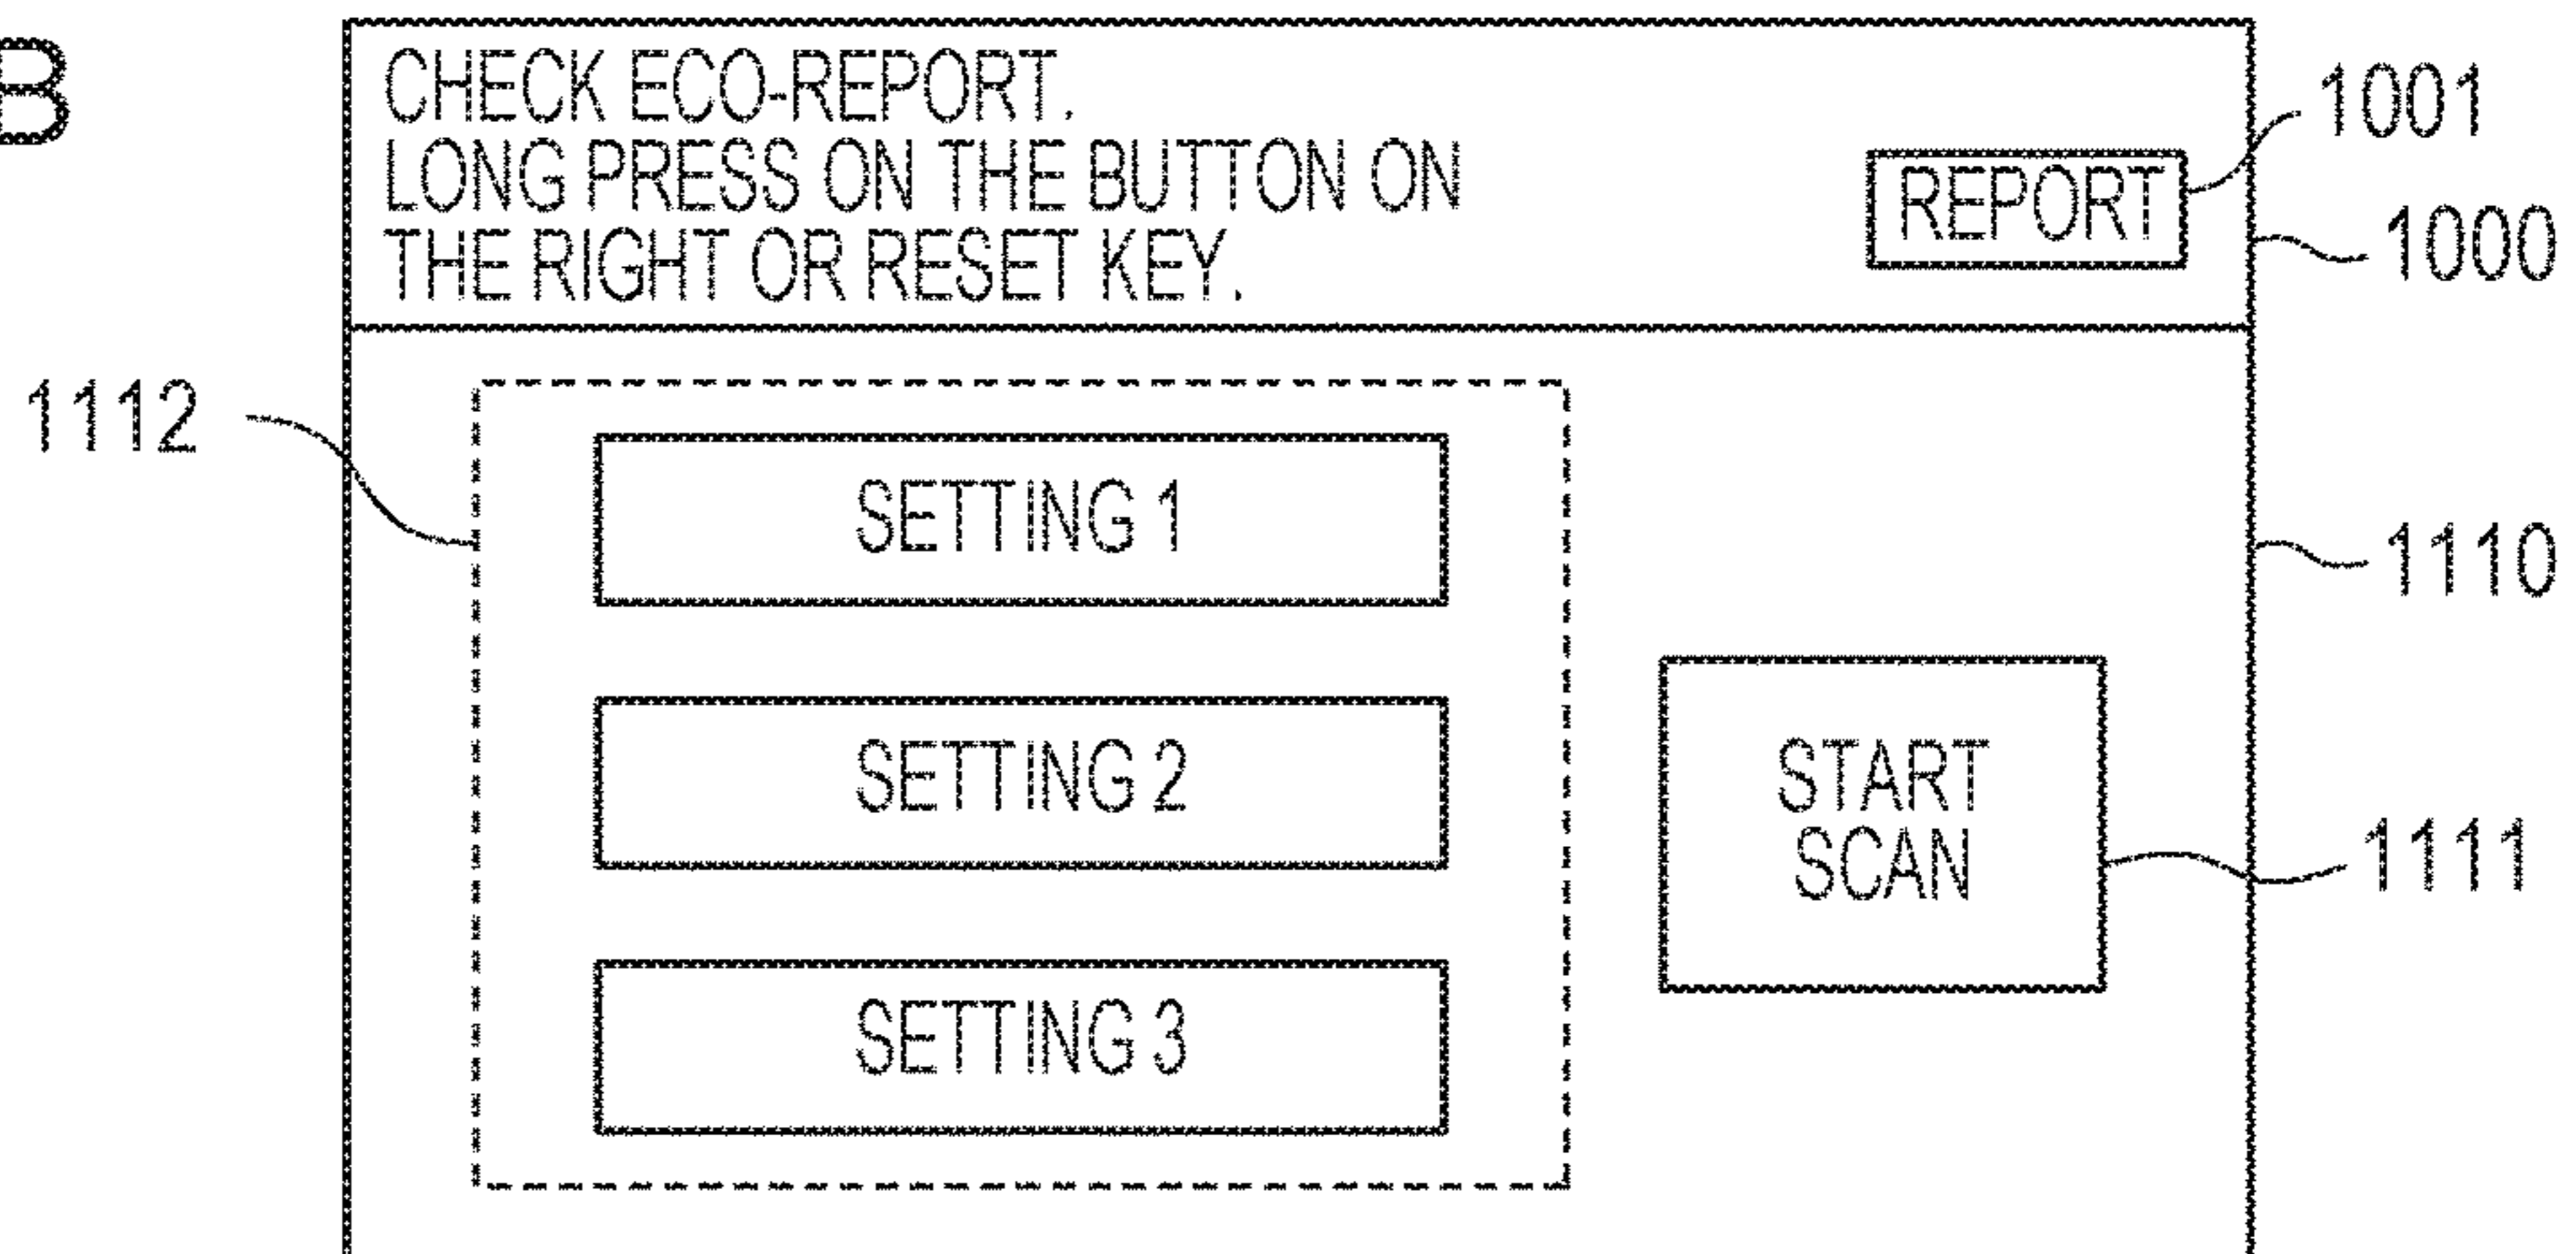 B
CHECK ECO-REPORT.
LONG PRESS ON THE BUTTON ON
THE RIGHT OR RESET KEY.
REPORT
1001
1000
1112
SETTING 1
1110
SETTING 2
START
SCAN
1111
SETTING 3